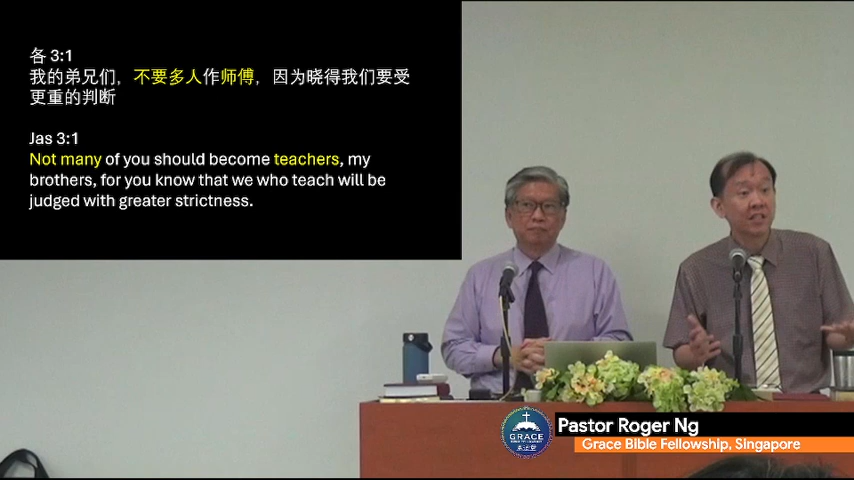 各 3:1
我的弟兄们，不要多人作师傅，因为晓得我们要受
更重的判断
Jas 3:1
Not many of you should become teachers, my
brothers, for you know that we who teach will be
judged with greater strictness.
GRACE
Pastor Roger Ng
Grace Bible Fellowship, Singapore